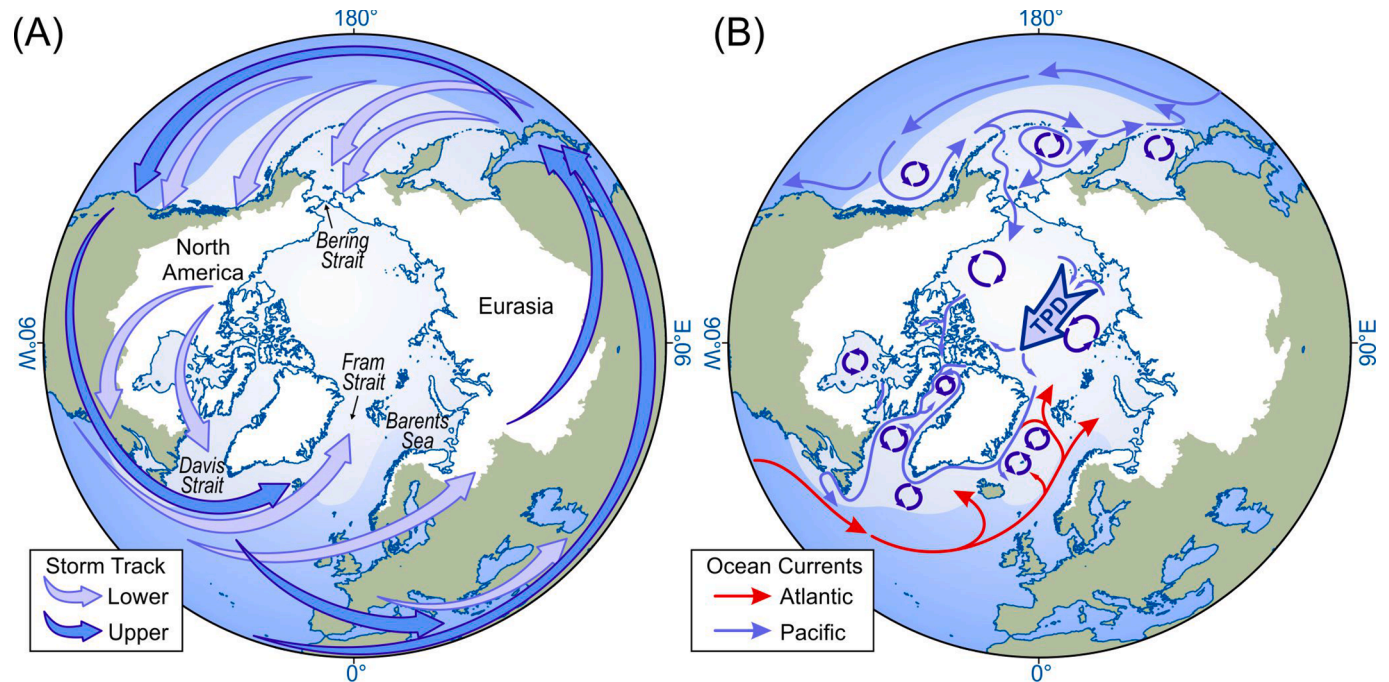 (A)
180°
North
America
Bering
Strait
Eurasia
90°W
90°E
Fram
Strait
Barents
Sea
Davis
Strait
Storm Track
Lower
Upper
0°
(B)
180°
TPD
90°W
90°E
Ocean Currents
Atlantic
Pacific
0°